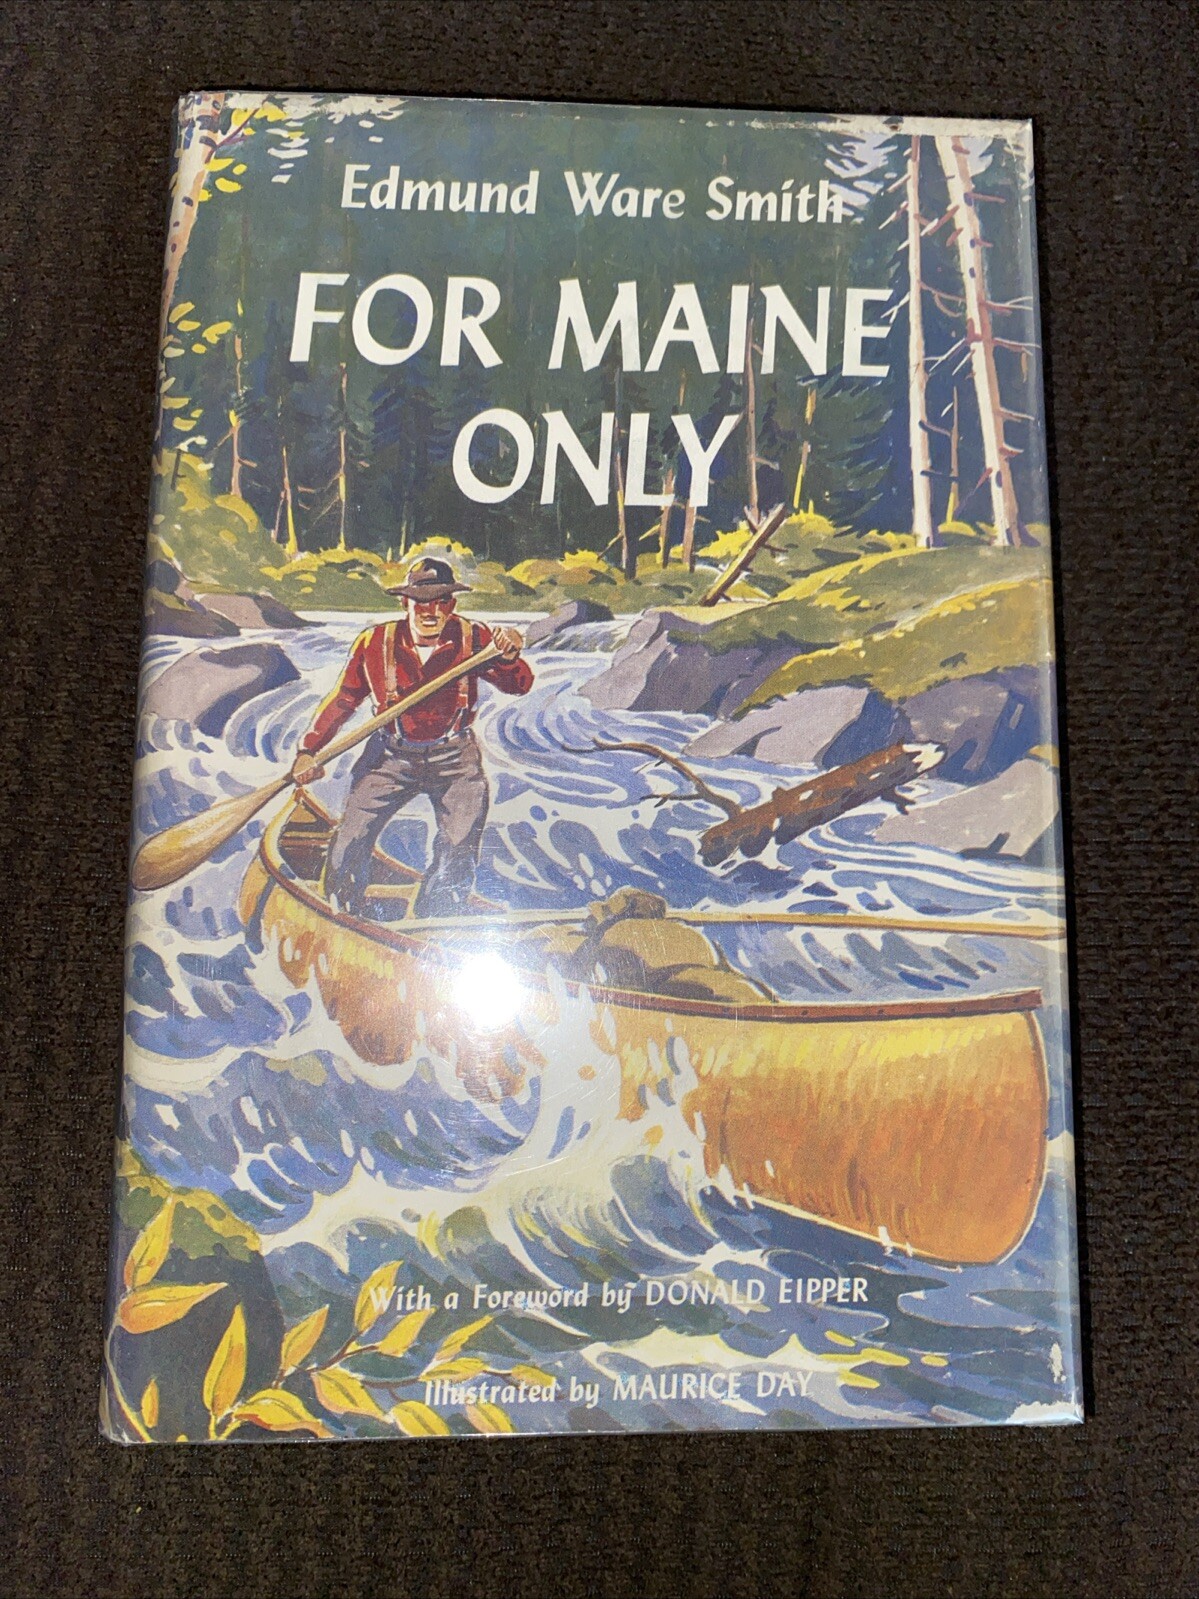 Edmund Ware Smith
FOR MAINE
ONLY
With a Foreword by DONALD EIPPER
Illustrated by MAURICE DAY